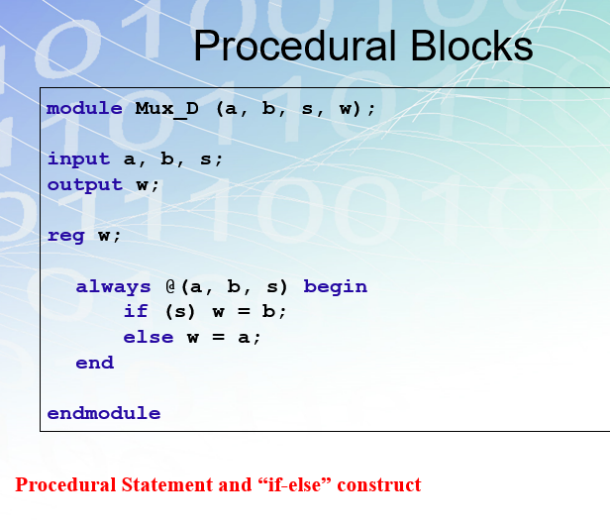 Procedural Blocks
module Mux_D (a, b, s, w);
input a, b, s;
output w;
reg w;
always @(a, b, s) begin
if (s) w = b;
else w = a;
end
endmodule
Procedural Statement and “if-else” construct